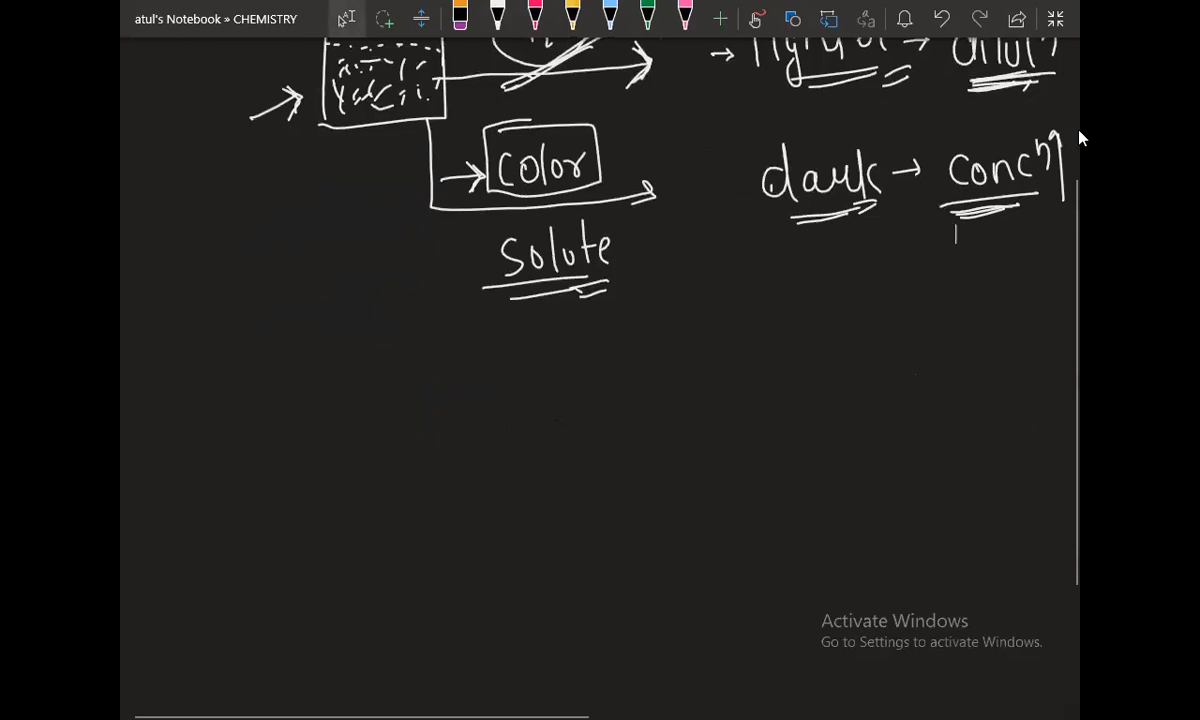 atul's Notebook » CHEMISTRY
color
dark → concⁿ
solute
Activate Windows
Go to Settings to activate Windows.